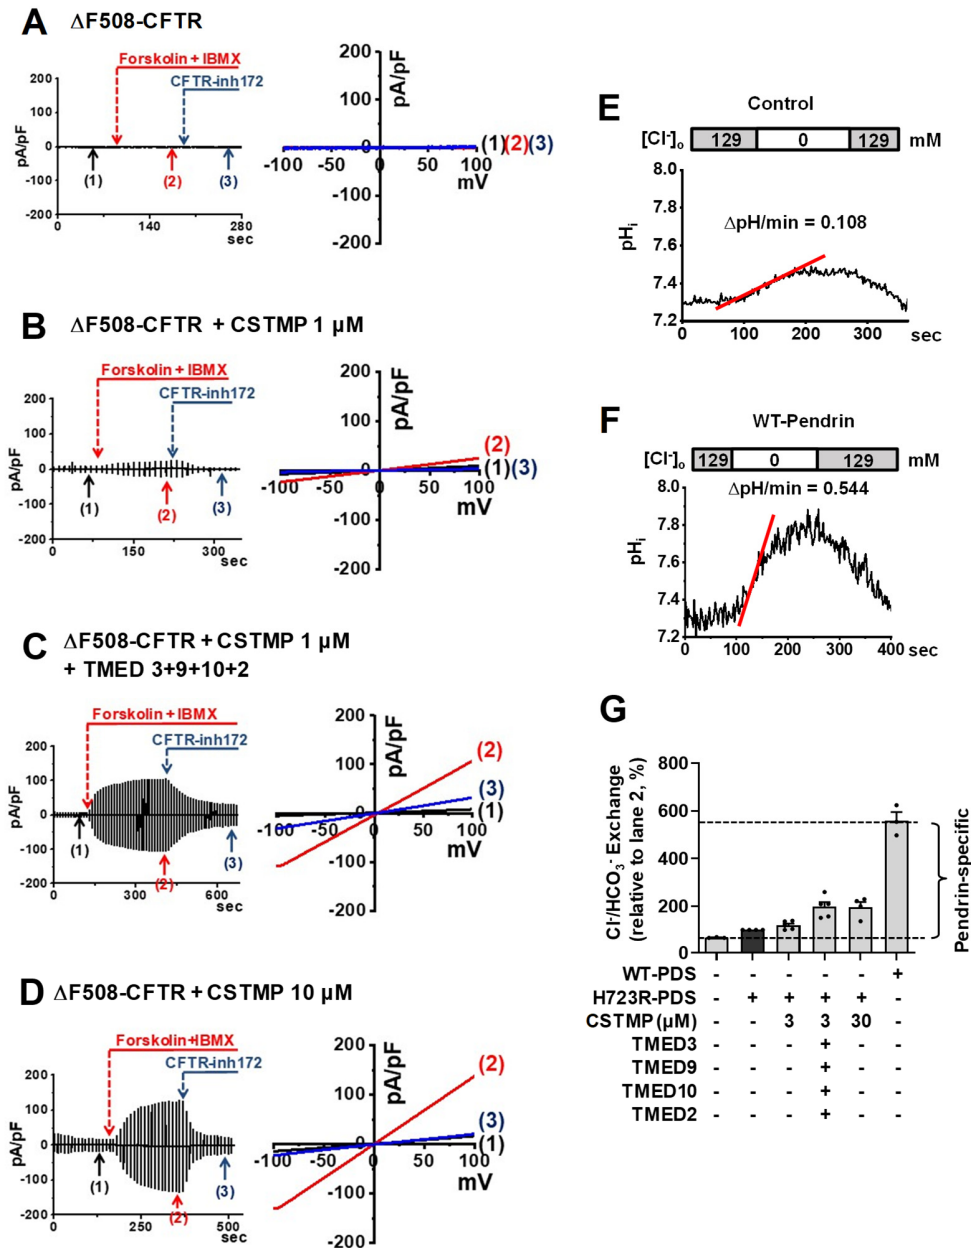 A ΔF508-CFTR
Forskolin + IBMX
CFTR-inh172
200
100
0
-100
-200
pA/pF
(1) (2) (3)
0 140 280
sec
200
100
0
-100
-200
pA/pF
-100 -50 50 100
mV
(1)(2)(3)
B ΔF508-CFTR + CSTMP 1 µM
Forskolin + IBMX
CFTR-inh172
200
100
0
-100
-200
pA/pF
(1) (2) (3)
0 150 300
sec
200
100
0
-100
-200
pA/pF
-100 -50 50 100
mV
(2)
(1)(3)
C ΔF508-CFTR + CSTMP 1 µM
+ TMED 3+9+10+2
Forskolin + IBMX
CFTR-inh172
200
100
0
-100
-200
pA/pF
(1) (2) (3)
0 300 600
sec
200
100
0
-100
-200
pA/pF
-100 -50 50 100
mV
(2)
(3)
(1)
D ΔF508-CFTR + CSTMP 10 µM
Forskolin+IBMX
CFTR-inh172
200
100
0
-100
-200
pA/pF
(1) (2) (3)
0 250 500
sec
200
100
0
-100
-200
pA/pF
-100 -50 50 100
mV
(2)
(3)
(1)
E Control
[Cl-]o 129 0 129 mM
8.0
7.6
7.4
7.2
pHi
ΔpH/min = 0.108
0 100 200 300 sec
F WT-Pendrin
[Cl-]o 129 0 129 mM
ΔpH/min = 0.544
8.0
7.8
7.6
7.4
7.2
pHi
0 100 200 300 400 sec
G
Cl-/HCO3- Exchange
(relative to lane 2, %)
800
600
400
200
0
Pendrin-specific
WT-PDS - - - - - +
H723R-PDS - + + + + -
CSTMP (µM) - - 3 3 30 -
TMED3 - - - + - -
TMED9 - - - + - -
TMED10 - - - + - -
TMED2 - - - + - -